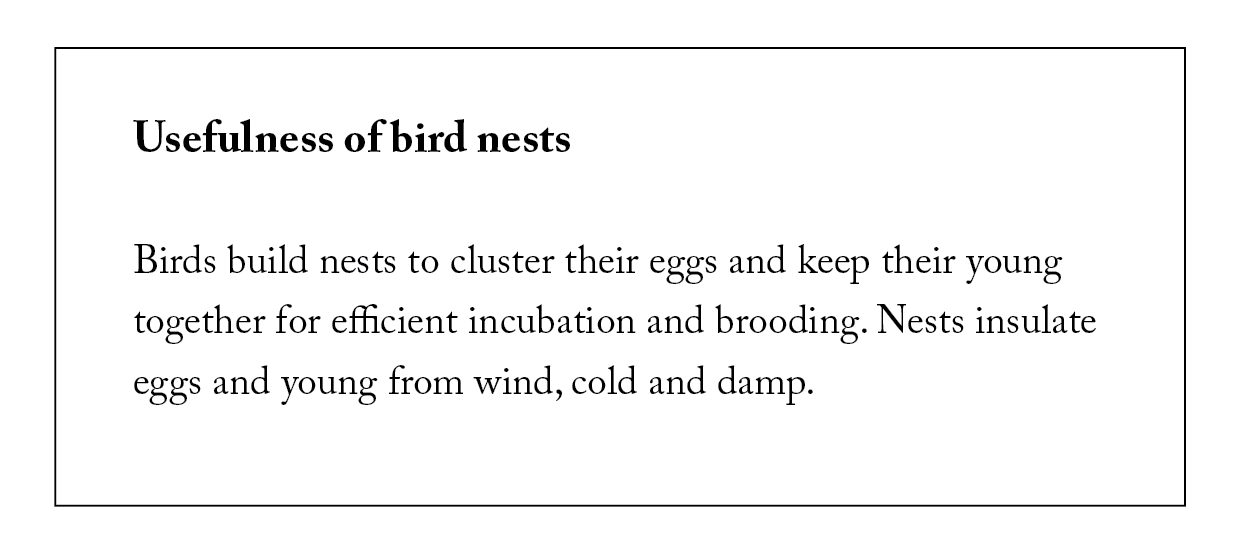 Usefulness of bird nests
Birds build nests to cluster their eggs and keep their young
together for efficient incubation and brooding. Nests insulate
eggs and young from wind, cold and damp.